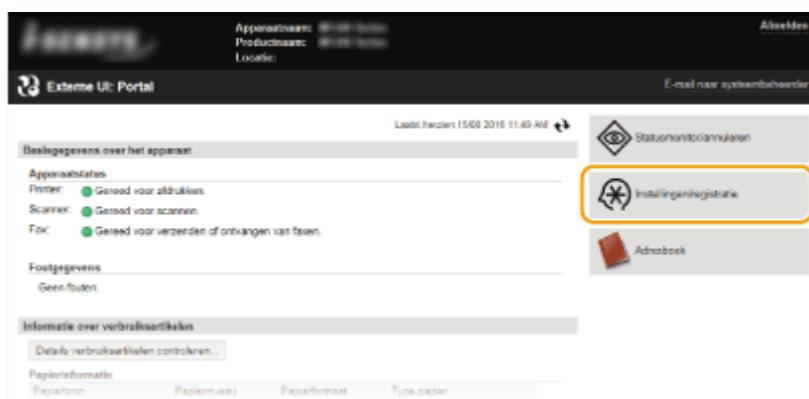 Apparaatnaam:
Afmelden
Productnaam:
Locatie:
Externe UI: Portal
E-mail naar systeembeheerder
Laatst herzien: 15/08 2016 11:49 AM
Statusmonitor/annuleren
Basisgegevens over het apparaat
Apparaatstatus
Printer: Gereed voor afdrukken.
Instellingen/registratie
Scanner: Gereed voor scannen.
Fax: Gereed voor verzenden of ontvangen van faxen.
Adresboek
Foutgegevens
Geen fouten.
Informatie over verbruiksartikelen
Details verbruiksartikelen controleren...
Papierinformatie
Papierbron Papierniveau Papierformaat Type papier